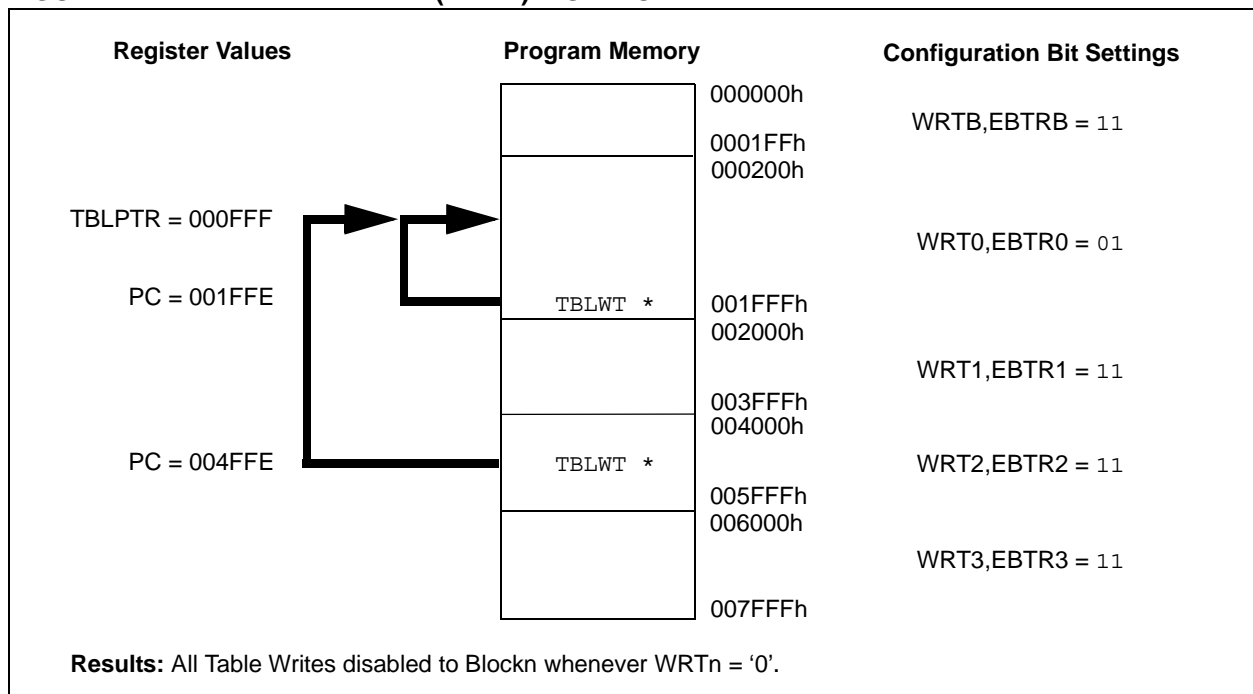 Register Values Program Memory Configuration Bit Settings
000000h
WRTB,EBTRB = 11
0001FFh
000200h
TBLPTR = 000FFF
WRT0,EBTR0 = 01
PC = 001FFE TBLWT * 001FFFh
002000h
WRT1,EBTR1 = 11
003FFFh
004000h
PC = 004FFE TBLWT * WRT2,EBTR2 = 11
005FFFh
006000h
WRT3,EBTR3 = 11
007FFFh
Results: All Table Writes disabled to Blockn whenever WRTn = ‘0’.